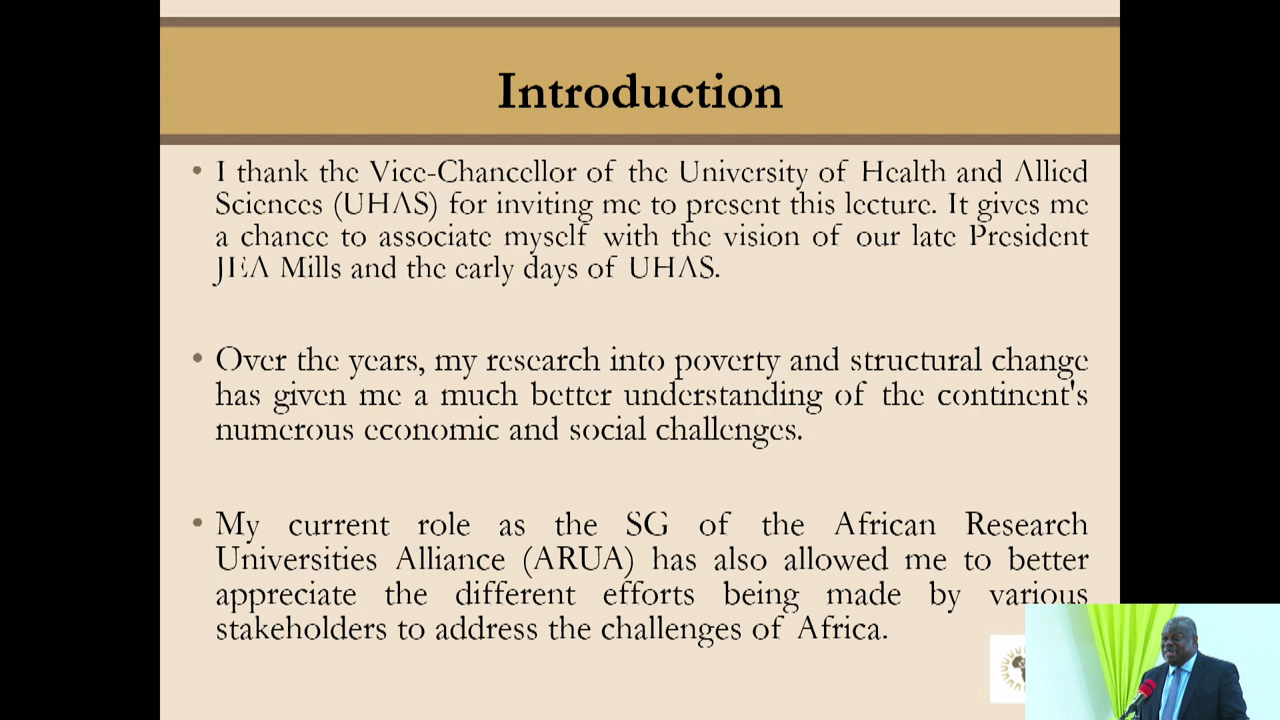 Introduction
• I thank the Vice-Chancellor of the University of Health and Allied
Sciences (UHAS) for inviting me to present this lecture. It gives me
a chance to associate myself with the vision of our late President
JEA Mills and the early days of UHAS.
• Over the years, my research into poverty and structural change
has given me a much better understanding of the continent's
numerous economic and social challenges.
• My current role as the SG of the African Research
Universities Alliance (ARUA) has also allowed me to better
appreciate the different efforts being made by various
stakeholders to address the challenges of Africa.